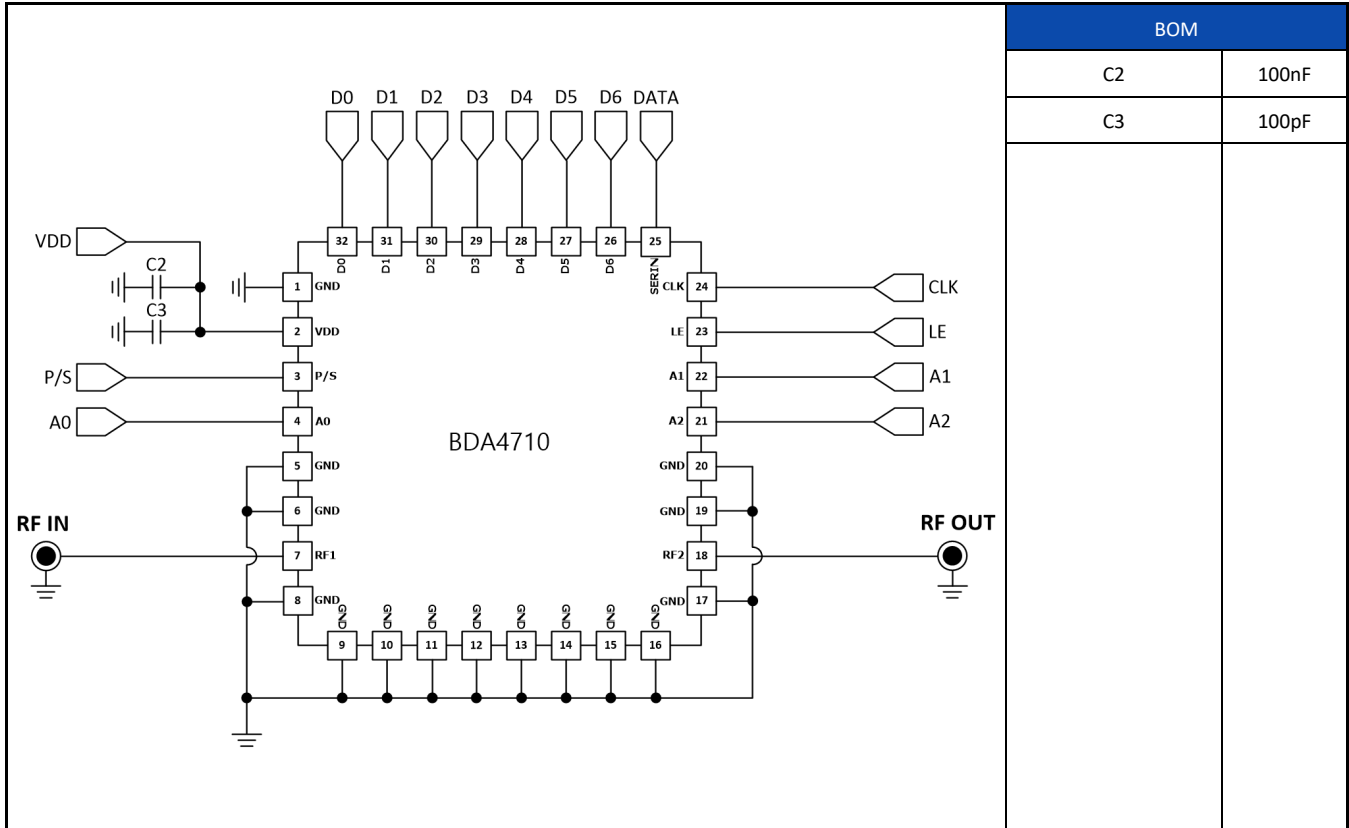 BOM
C2 100nF
C3 100pF
D0 D1 D2 D3 D4 D5 D6 DATA
VDD
C2
C3
P/S
A0
RF IN
32 31 30 29 28 27 26 25
D0 D1 D2 D3 D4 D5 D6 SERIN
1 GND
2 VDD
3 P/S
4 A0
5 GND
6 GND
7 RF1
8 GND
BDA4710
CLK 24 CLK
LE 23 LE
A1 22 A1
A2 21 A2
GND 20
GND 19
RF2 18
GND 17
RF OUT
GND GND GND GND GND GND GND GND
9 10 11 12 13 14 15 16